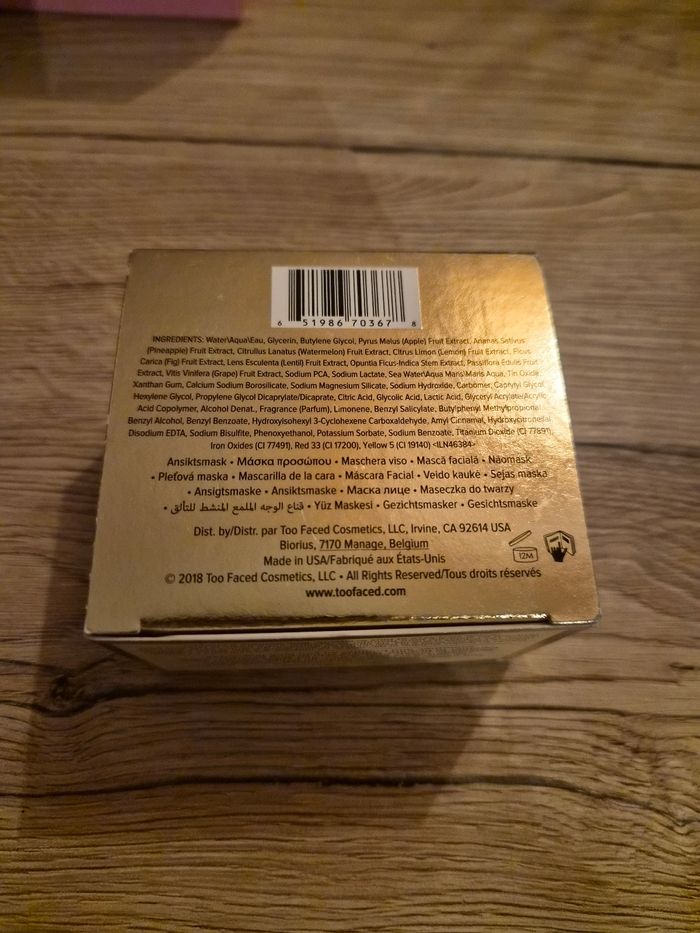 6 51986 70367 8
INGREDIENTS: Water\Aqua\Eau, Glycerin, Butylene Glycol, Pyrus Malus (Apple) Fruit Extract, Ananas Sativus
(Pineapple) Fruit Extract, Citrullus Lanatus (Watermelon) Fruit Extract, Citrus Limon (Lemon) Fruit Extract, Ficus
Carica (Fig) Fruit Extract, Lens Esculenta (Lentil) Fruit Extract, Opuntia Ficus-Indica Stem Extract, Passiflora Edulis Fruit
Extract, Vitis Vinifera (Grape) Fruit Extract, Sodium PCA, Sodium Lactate, Sea Water\Aqua Maris\Maris Aqua, Tin Oxide
Xanthan Gum, Calcium Sodium Borosilicate, Sodium Magnesium Silicate, Sodium Hydroxide, Carbomer, Caprylyl Glycol
Hexylene Glycol, Propylene Glycol Dicaprylate/Dicaprate, Citric Acid, Glycolic Acid, Lactic Acid, Glyceryl Acrylate/Acrylic
Acid Copolymer, Alcohol Denat., Fragrance (Parfum), Limonene, Benzyl Salicylate, Butylphenyl Methylpropional
Benzyl Alcohol, Benzyl Benzoate, Hydroxyisohexyl 3-Cyclohexene Carboxaldehyde, Amyl Cinnamal, Hydroxycitronellal
Disodium EDTA, Sodium Bisulfite, Phenoxyethanol, Potassium Sorbate, Sodium Benzoate, Titanium Dioxide (CI 77891),
Iron Oxides (CI 77491), Red 33 (CI 17200), Yellow 5 (CI 19140) <ILN46384>
Ansiktsmask • Μάσκα προσώπου • Maschera viso • Mască facială • Näomask
• Pleťová maska • Mascarilla de la cara • Máscara Facial • Veido kaukė • Sejas maska
• Ansigtsmaske • Ansiktsmaske • Маска лице • Maseczka do twarzy
• قناع الوجه الملمع المنشط للتألق • Yüz Maskesi • Gezichtsmasker • Gesichtsmaske
Dist. by/Distr. par Too Faced Cosmetics, LLC, Irvine, CA 92614 USA
Biorius, 7170 Manage, Belgium
Made in USA/Fabriqué aux États-Unis
© 2018 Too Faced Cosmetics, LLC • All Rights Reserved/Tous droits réservés
www.toofaced.com
12M